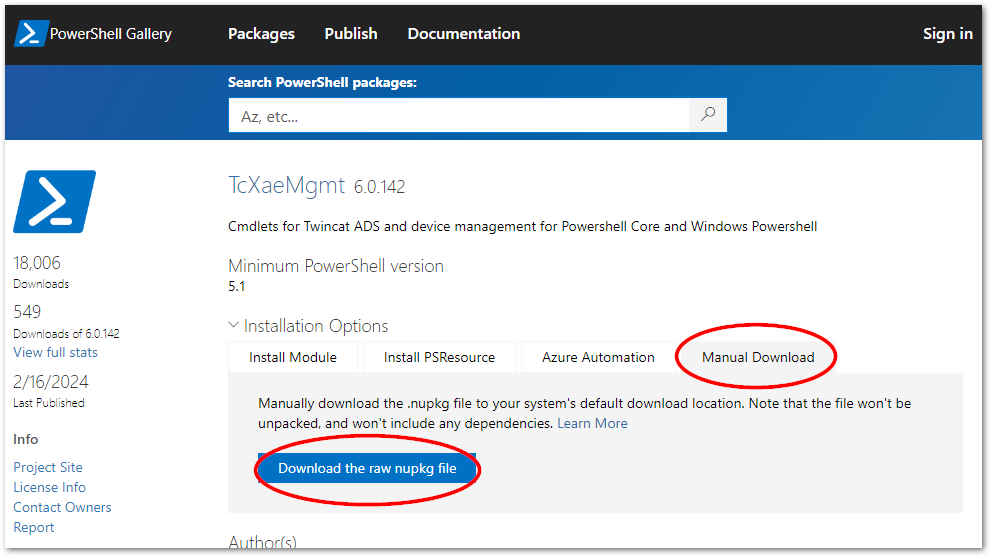 PowerShell Gallery
Packages
Publish
Documentation
Sign in
Search PowerShell packages:
Az, etc...
TcXaeMgmt 6.0.142
Cmdlets for Twincat ADS and device management for Powershell Core and Windows Powershell
Minimum PowerShell version
5.1
18,006
Downloads
549
Downloads of 6.0.142
View full stats
2/16/2024
Last Published
Info
Project Site
License Info
Contact Owners
Report
Installation Options
Install Module
Install PSResource
Azure Automation
Manual Download
Manually download the .nupkg file to your system's default download location. Note that the file won't be
unpacked, and won't include any dependencies. Learn More
Download the raw nupkg file
Author(s)